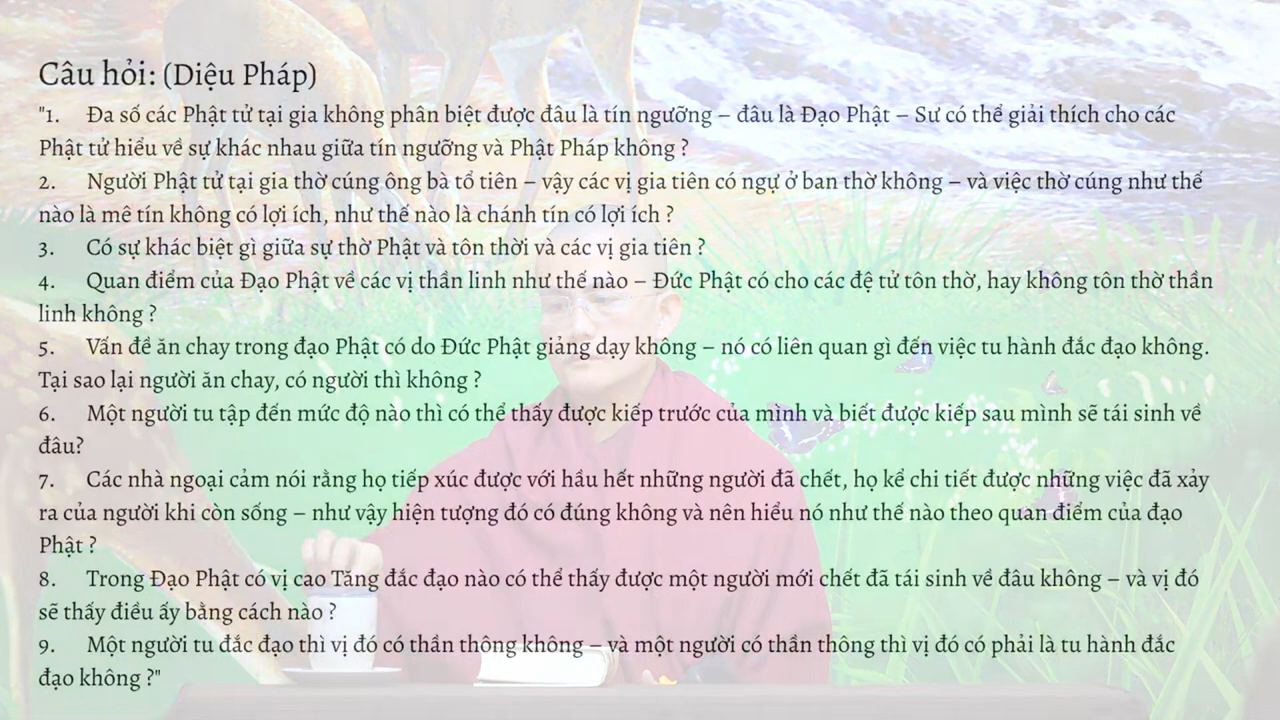 Câu hỏi: (Diệu Pháp)
"1. Đa số các Phật tử tại gia không phân biệt được đâu là tín ngưỡng – đâu là Đạo Phật – Sư có thể giải thích cho các
Phật tử hiểu về sự khác nhau giữa tín ngưỡng và Phật Pháp không ?
2. Người Phật tử tại gia thờ cúng ông bà tổ tiên – vậy các vị gia tiên có ngự ở ban thờ không – và việc thờ cúng như thế
nào là mê tín không có lợi ích, như thế nào là chánh tín có lợi ích ?
3. Có sự khác biệt gì giữa sự thờ Phật và tôn thời và các vị gia tiên ?
4. Quan điểm của Đạo Phật về các vị thần linh như thế nào – Đức Phật có cho các đệ tử tôn thờ, hay không tôn thờ thần
linh không ?
5. Vấn đề ăn chay trong đạo Phật có do Đức Phật giảng dạy không – nó có liên quan gì đến việc tu hành đắc đạo không.
Tại sao lại người ăn chay, có người thì không ?
6. Một người tu tập đến mức độ nào thì có thể thấy được kiếp trước của mình và biết được kiếp sau mình sẽ tái sinh về
đâu?
7. Các nhà ngoại cảm nói rằng họ tiếp xúc được với hầu hết những người đã chết, họ kể chi tiết được những việc đã xảy
ra của người khi còn sống – như vậy hiện tượng đó có đúng không và nên hiểu nó như thế nào theo quan điểm của đạo
Phật ?
8. Trong Đạo Phật có vị cao Tăng đắc đạo nào có thể thấy được một người mới chết đã tái sinh về đâu không – và vị đó
sẽ thấy điều ấy bằng cách nào ?
9. Một người tu đắc đạo thì vị đó có thần thông không – và một người có thần thông thì vị đó có phải là tu hành đắc
đạo không ?"